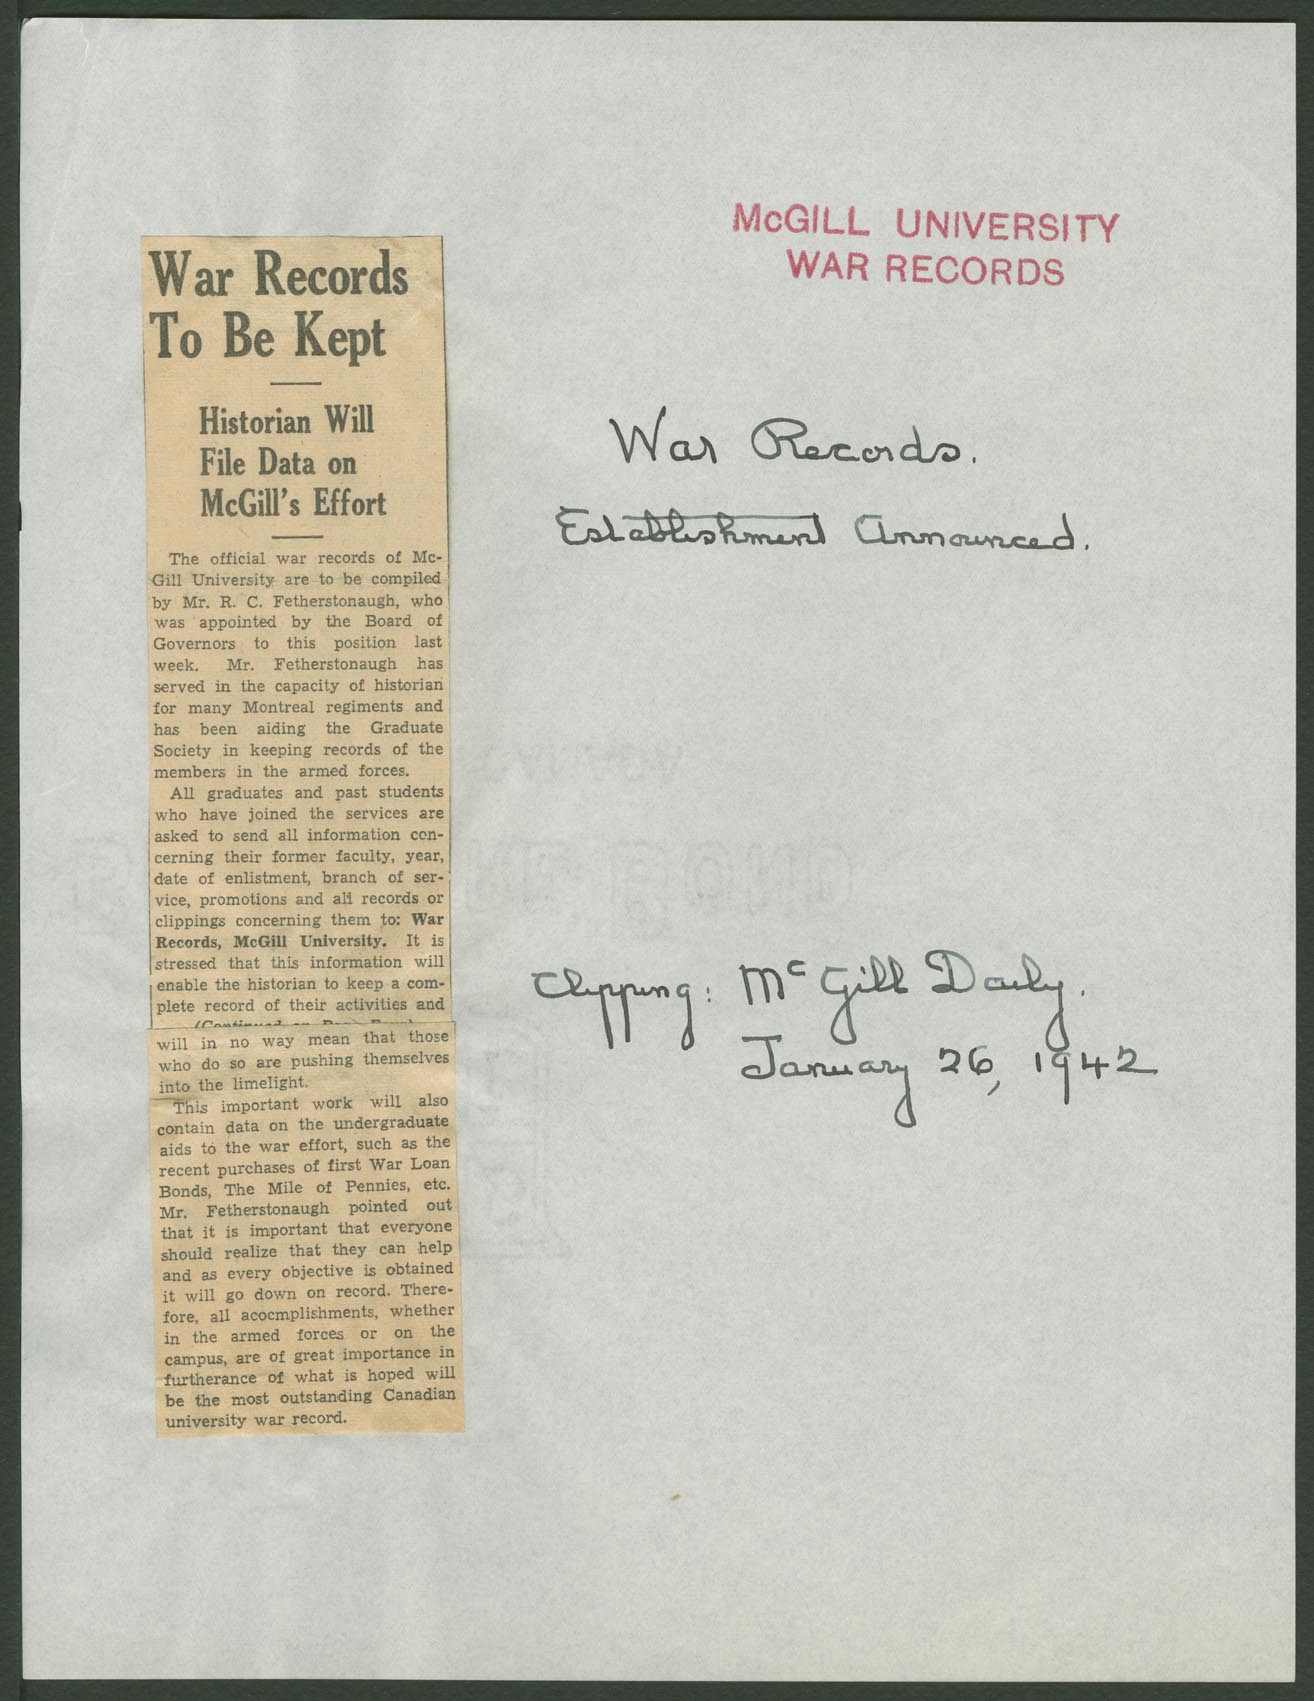 McGILL UNIVERSITY
WAR RECORDS
War Records
To Be Kept
Historian Will
File Data on
McGill's Effort
The official war records of Mc-
Gill University are to be compiled
by Mr. R. C. Fetherstonaugh, who
was appointed by the Board of
Governors to this position last
week. Mr. Fetherstonaugh has
served in the capacity of historian
for many Montreal regiments and
has been aiding the Graduate
Society in keeping records of the
members in the armed forces.
All graduates and past students
who have joined the services are
asked to send all information con-
cerning their former faculty, year,
date of enlistment, branch of ser-
vice, promotions and all records or
clippings concerning them to: War
Records, McGill University. It is
stressed that this information will
enable the historian to keep a com-
plete record of their activities and
(Continued on Page Four)
will in no way mean that those
who do so are pushing themselves
into the limelight.
This important work will also
contain data on the undergraduate
aids to the war effort, such as the
recent purchases of first War Loan
Bonds, The Mile of Pennies, etc.
Mr. Fetherstonaugh pointed out
that it is important that everyone
should realize that they can help
and as every objective is obtained
it will go down on record. There-
fore, all acocmplishments, whether
in the armed forces or on the
campus, are of great importance in
furtherance of what is hoped will
be the most outstanding Canadian
university war record.
War Records.
Establishment Announced.
Clipping: McGill Daily.
January 26, 1942